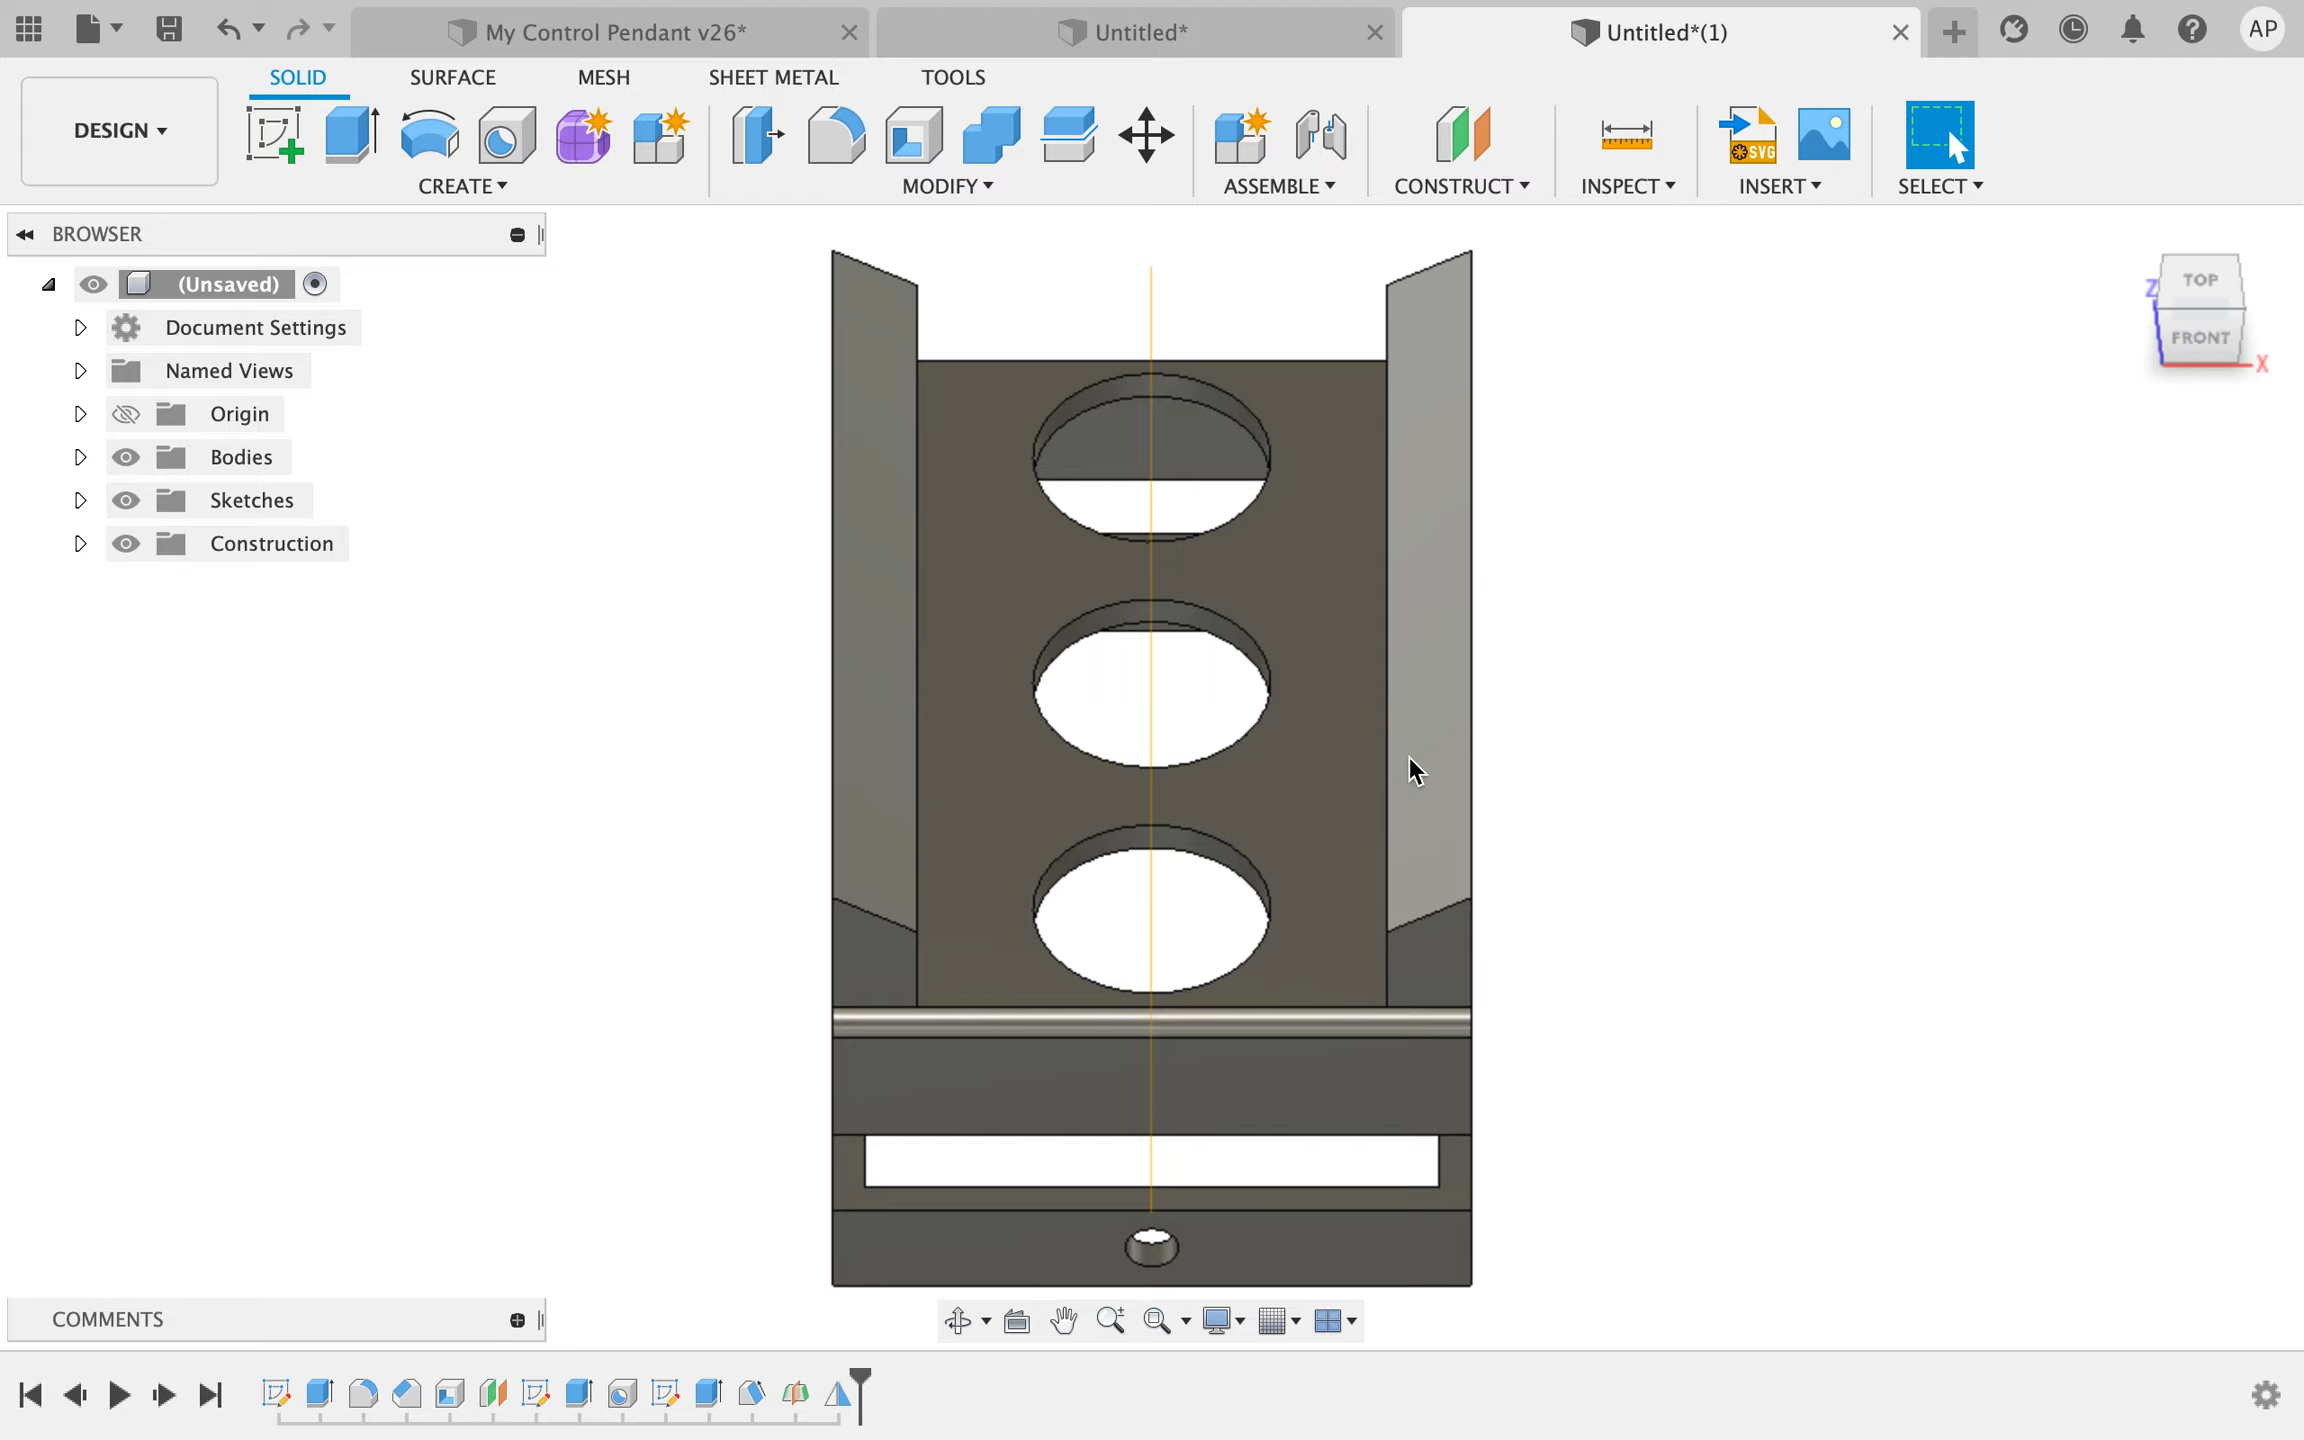 My Control Pendant v26*
Untitled*
Untitled*(1)
AP
SOLID
SURFACE
MESH
SHEET METAL
TOOLS
DESIGN
SVG
CREATE
MODIFY
ASSEMBLE
CONSTRUCT
INSPECT
INSERT
SELECT
BROWSER
(Unsaved)
Document Settings
Named Views
Origin
Bodies
Sketches
Construction
TOP
Z
FRONT
X
COMMENTS